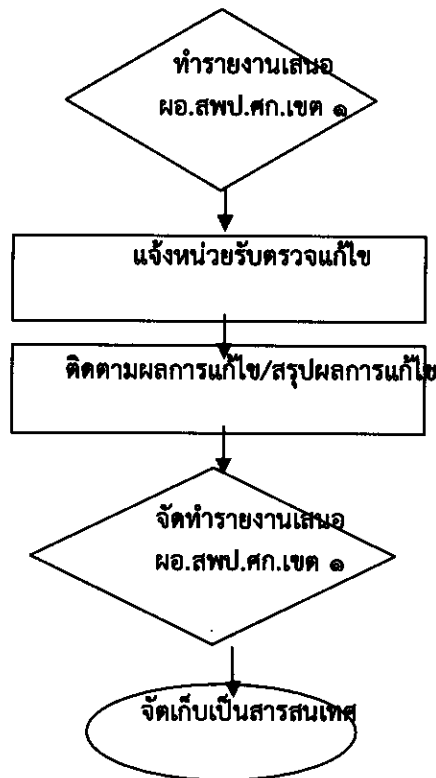 ทำรายงานเสนอ
ผอ.สพป.ศก.เขต ๑
แจ้งหน่วยรับตรวจแก้ไข
ติดตามผลการแก้ไข/สรุปผลการแก้ไข
จัดทำรายงานเสนอ
ผอ.สพป.ศก.เขต ๑
จัดเก็บเป็นสารสนเทศ